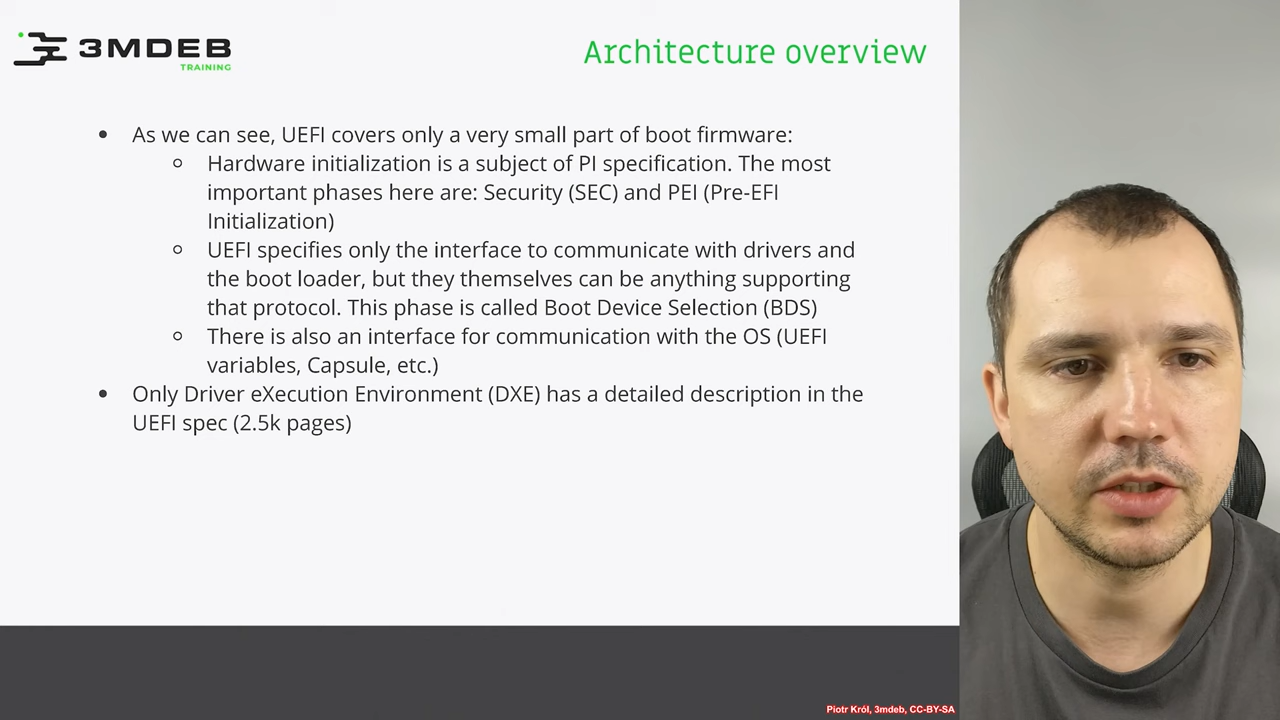 3MDEB
TRAINING
Architecture overview
• As we can see, UEFI covers only a very small part of boot firmware:
○ Hardware initialization is a subject of PI specification. The most
important phases here are: Security (SEC) and PEI (Pre-EFI
Initialization)
○ UEFI specifies only the interface to communicate with drivers and
the boot loader, but they themselves can be anything supporting
that protocol. This phase is called Boot Device Selection (BDS)
○ There is also an interface for communication with the OS (UEFI
variables, Capsule, etc.)
• Only Driver eXecution Environment (DXE) has a detailed description in the
UEFI spec (2.5k pages)
Piotr Król, 3mdeb, CC-BY-SA